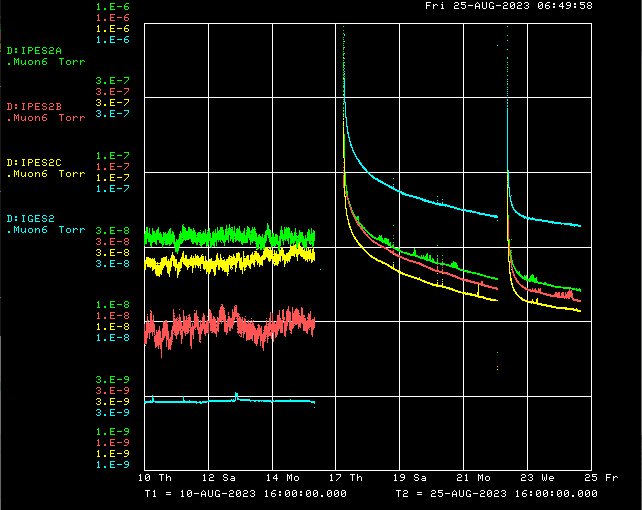 Fri 25-AUG-2023 06:49:58
1.E-6
1.E-6
1.E-6
1.E-6
D:IPES2A
.Muon6 Torr
3.E-7
3.E-7
3.E-7
3.E-7
D:IPES2B
.Muon6 Torr
1.E-7
1.E-7
1.E-7
1.E-7
D:IPES2C
.Muon6 Torr
D:IGES2
.Muon6 Torr
3.E-8
3.E-8
3.E-8
3.E-8
1.E-8
1.E-8
1.E-8
1.E-8
3.E-9
3.E-9
3.E-9
3.E-9
1.E-9
1.E-9
1.E-9
1.E-9
10 Th 12 Sa 14 Mo 17 Th 19 Sa 21 Mo 23 We 25 Fr
T1 = 10-AUG-2023 16:00:00.000 T2 = 25-AUG-2023 16:00:00.000